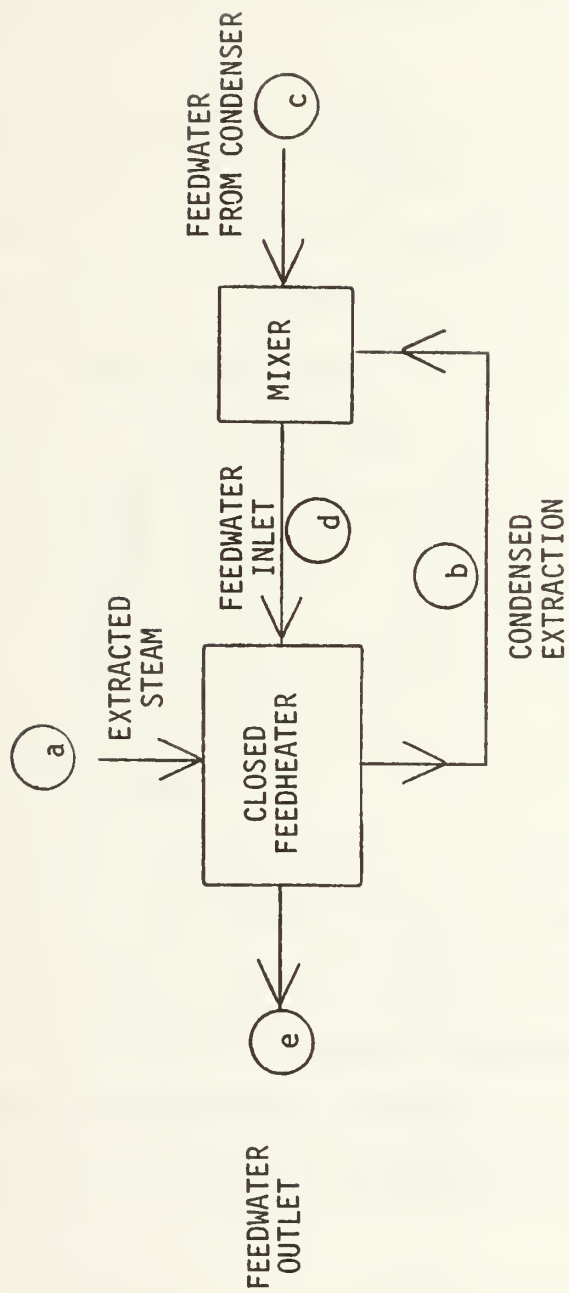 a
EXTRACTED
STEAM
FEEDWATER
OUTLET
e
CLOSED
FEEDHEATER
FEEDWATER
INLET
d
MIXER
FEEDWATER
FROM CONDENSER
c
b
CONDENSED
EXTRACTION